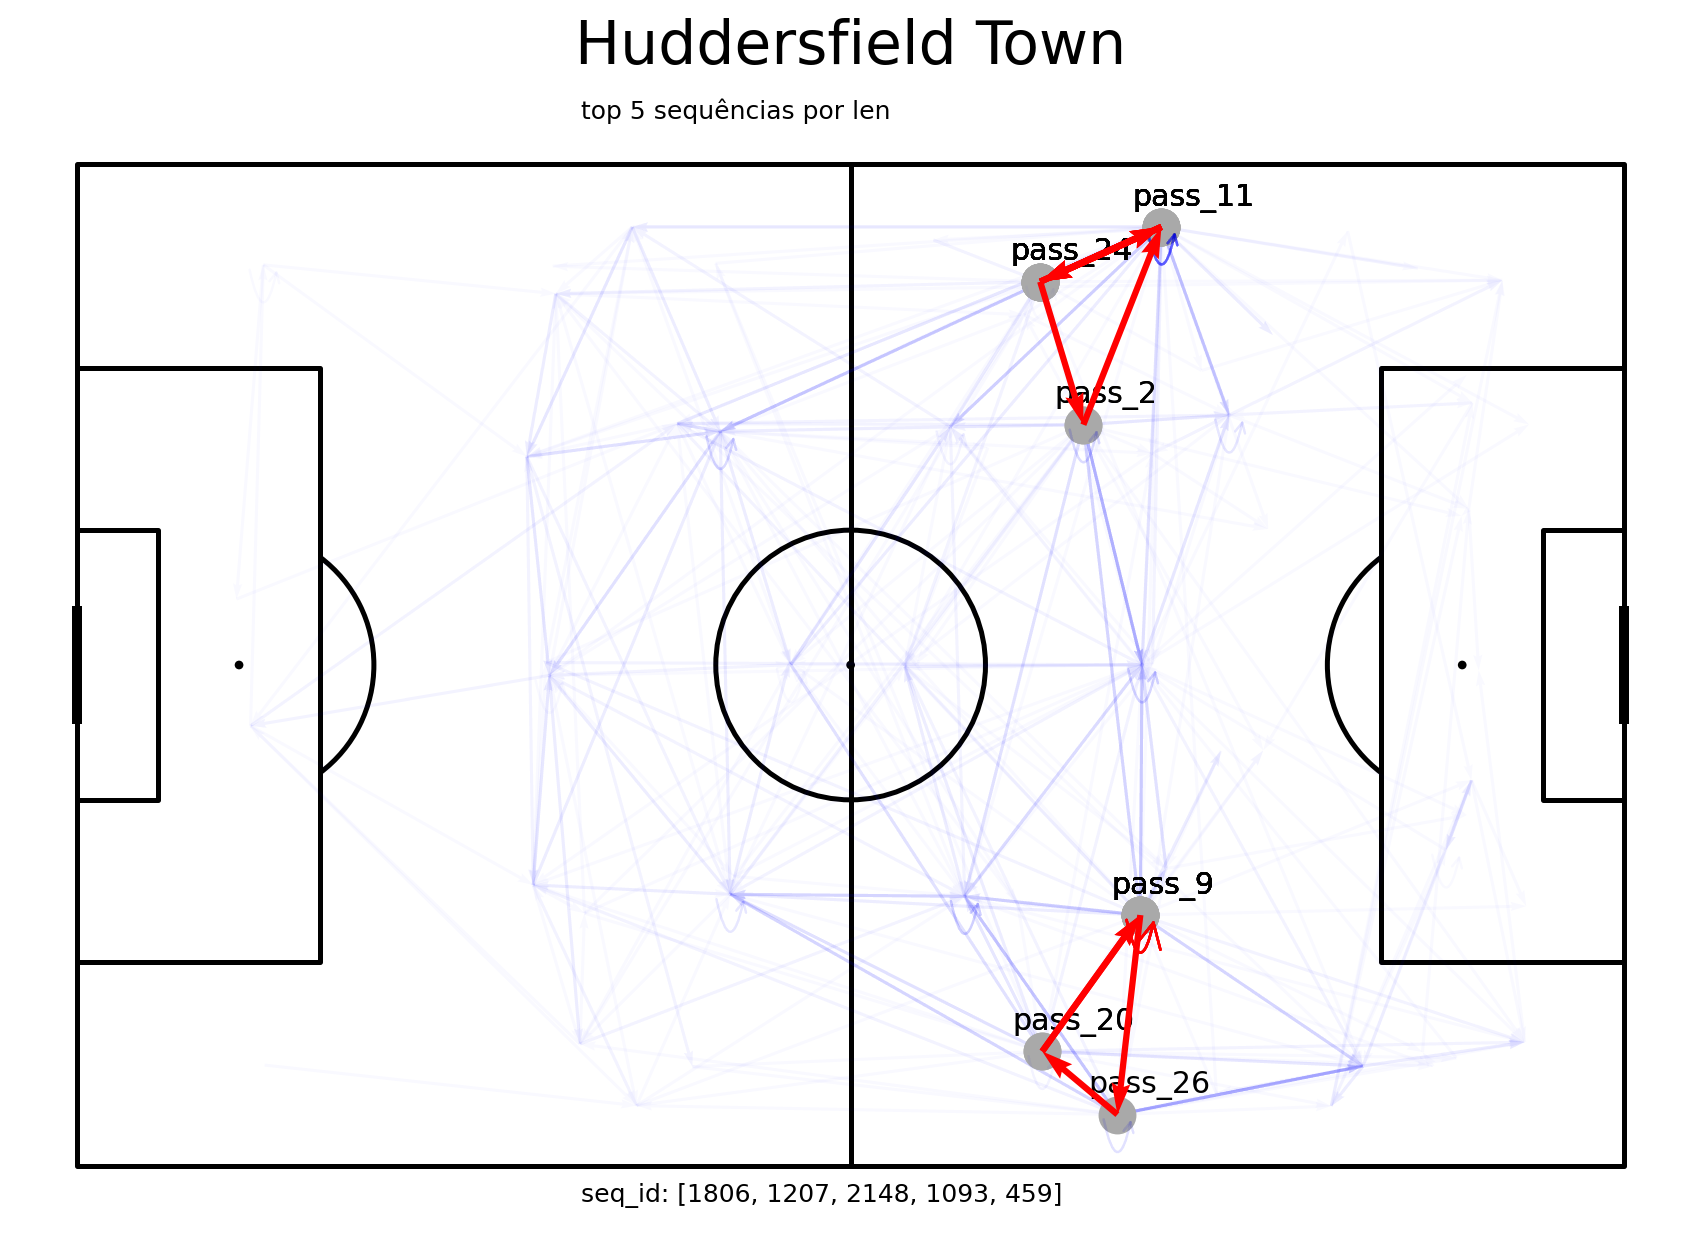 Huddersfield Town
top 5 sequências por len
pass_11
pass_24
pass_2
pass_9
pass_20
pass_26
seq_id: [1806, 1207, 2148, 1093, 459]